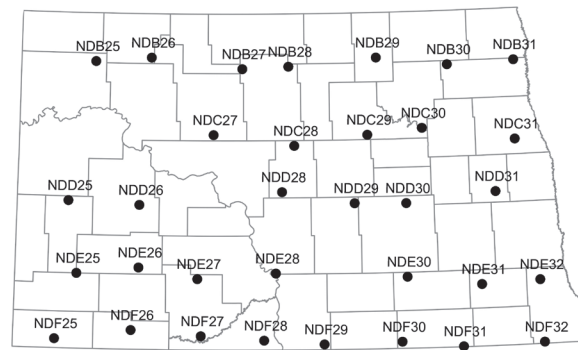 NDB25 NDB26 NDB27 NDB28 NDB29 NDB30 NDB31
NDC27 NDC28 NDC29 NDC30 NDC31
NDD25 NDD26 NDD28 NDD29 NDD30 NDD31
NDE25 NDE26 NDE27 NDE28 NDE30 NDE31 NDE32
NDF25 NDF26 NDF27 NDF28 NDF29 NDF30 NDF31 NDF32